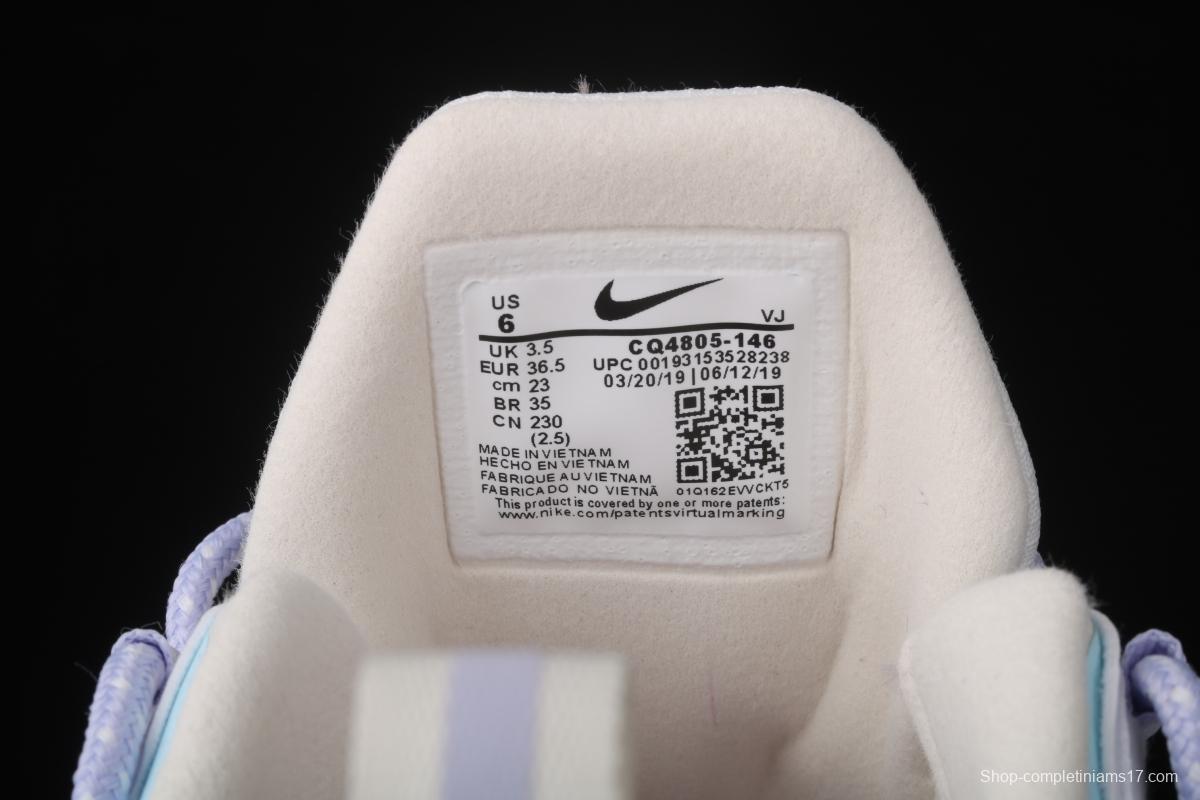 US
6
VJ
UK 3.5
EUR 36.5
cm 23
BR 35
CN 230
(2.5)
CQ4805-146
UPC 00193153528238
03/20/19 | 06/12/19
MADE IN VIETNAM
HECHO EN VIETNAM
FABRIQUE AU VIETNAM
FABRICADO NO VIETNÃ
01Q162EVVCKT5
This product is covered by one or more patents:
www.nike.com/patentsvirtualmarking
Shop-completiniams17.com